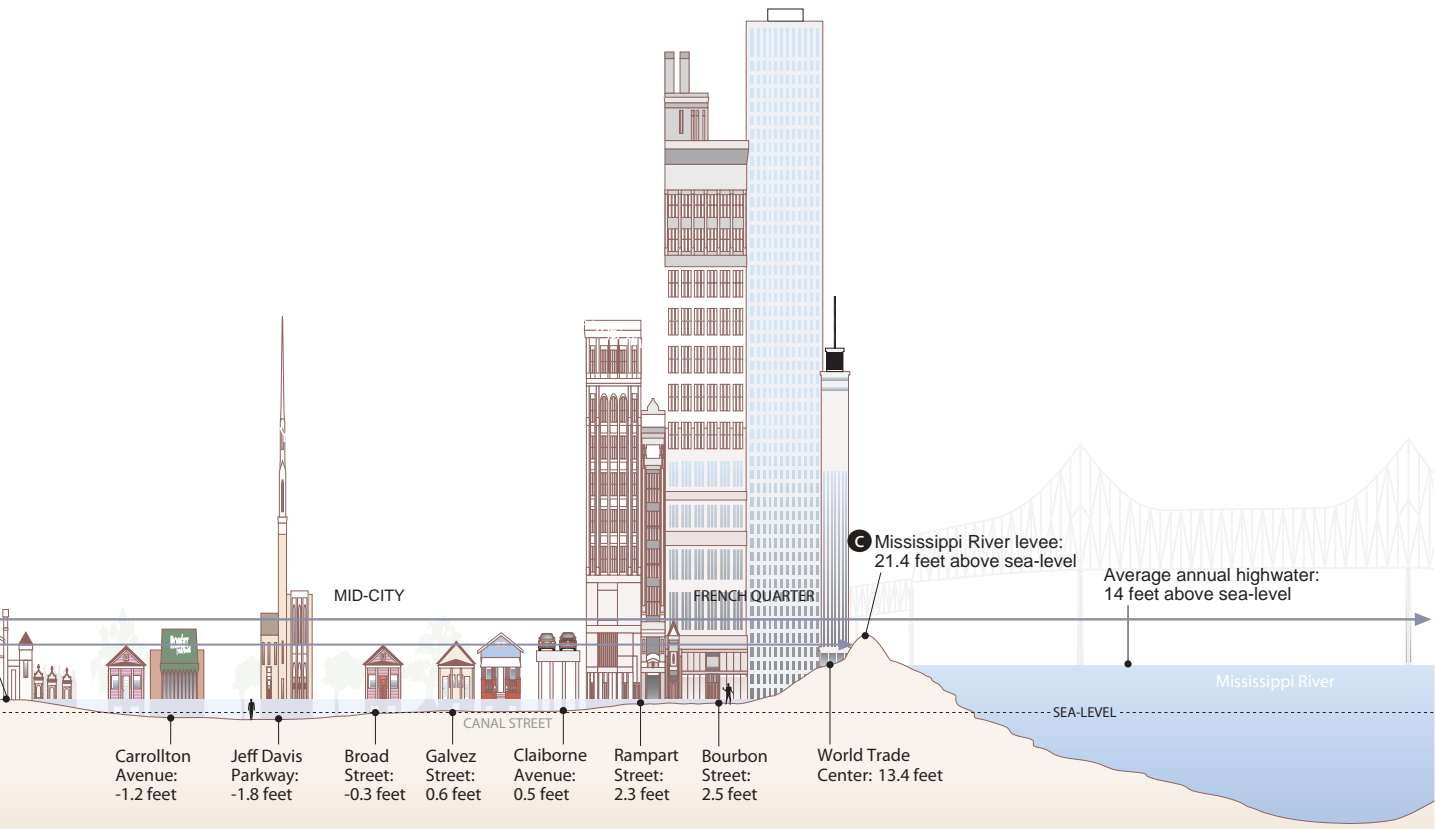 MID-CITY
FRENCH QUARTER
C
Mississippi River levee:
21.4 feet above sea-level
Average annual highwater:
14 feet above sea-level
Mississippi River
SEA-LEVEL
CANAL STREET
Carrollton
Avenue:
-1.2 feet
Jeff Davis
Parkway:
-1.8 feet
Broad
Street:
-0.3 feet
Galvez
Street:
0.6 feet
Claiborne
Avenue:
0.5 feet
Rampart
Street:
2.3 feet
Bourbon
Street:
2.5 feet
World Trade
Center: 13.4 feet